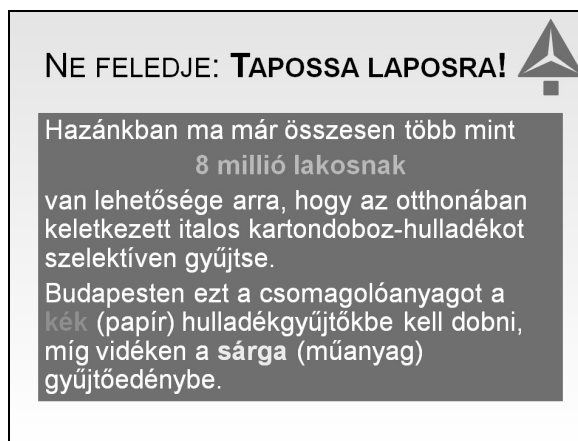 NE FELEDJE: TAPOSSA LAPOSRA!
Hazánkban ma már összesen több mint
8 millió lakosnak
van lehetősége arra, hogy az otthonában
keletkezett italos kartondoboz-hulladékot
szelektíven gyűjtse.
Budapesten ezt a csomagolóanyagot a
kék (papír) hulladékgyűjtőkbe kell dobni,
míg vidéken a sárga (műanyag)
gyűjtőedénybe.